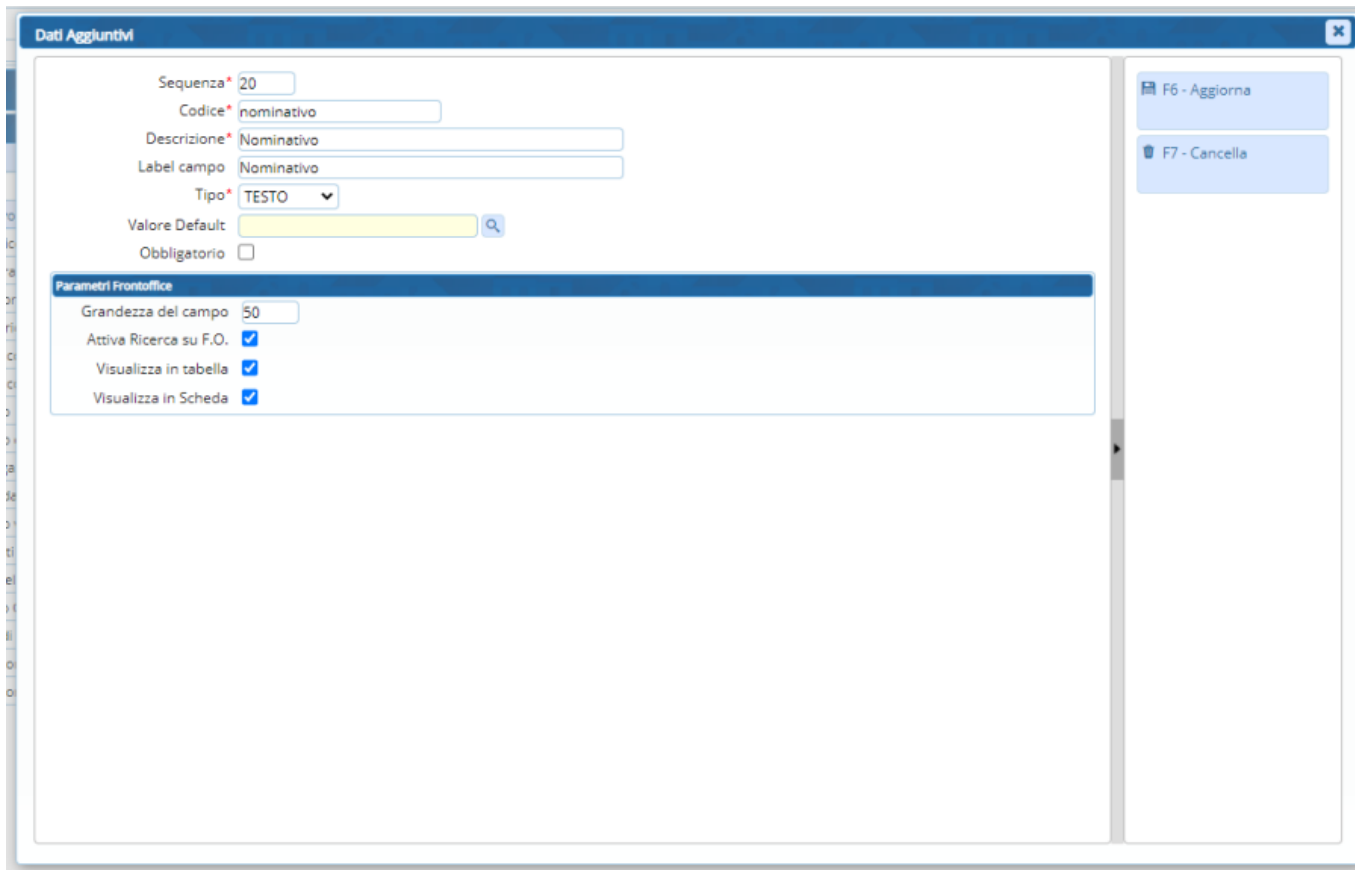 Dati Aggiuntivi
Sequenza* 20
F6 - Aggiorna
Codice* nominativo
Descrizione* Nominativo
F7 - Cancella
Label campo Nominativo
Tipo* TESTO
Valore Default
Obbligatorio
Parametri Frontoffice
Grandezza del campo 50
Attiva Ricerca su F.O.
Visualizza in tabella
Visualizza in Scheda